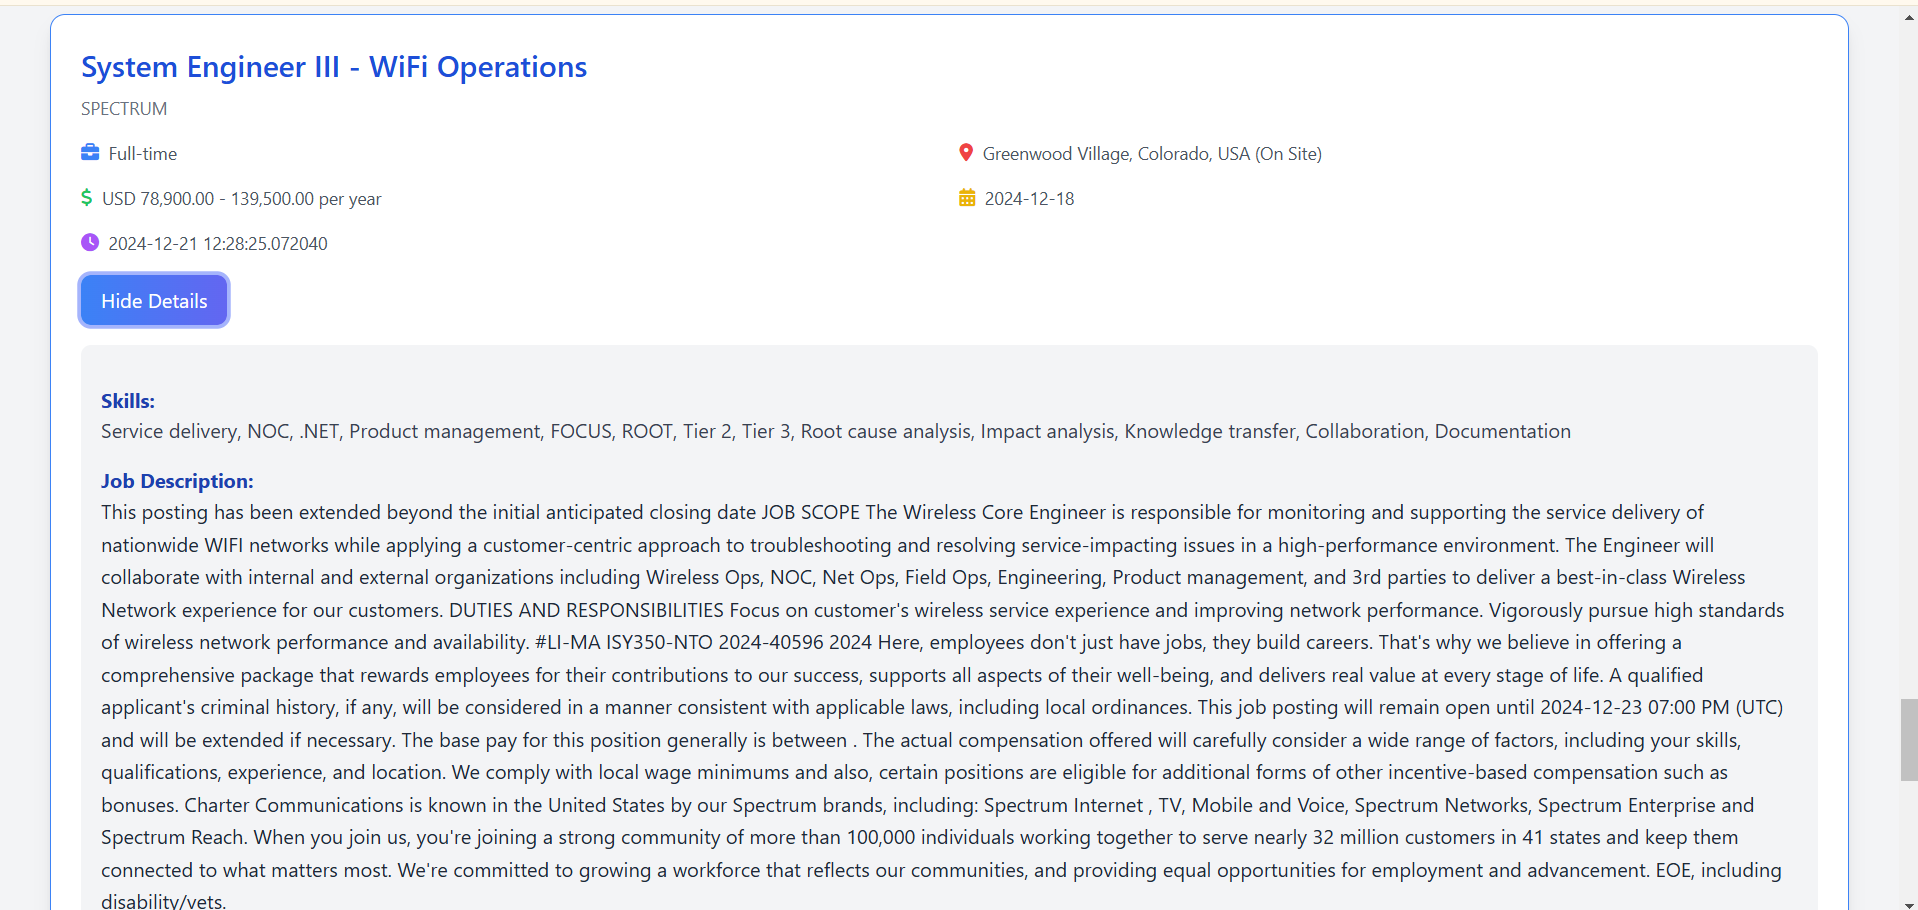 System Engineer III - WiFi Operations
SPECTRUM
Full-time
Greenwood Village, Colorado, USA (On Site)
USD 78,900.00 - 139,500.00 per year
2024-12-18
2024-12-21 12:28:25.072040
Hide Details
Skills:
Service delivery, NOC, .NET, Product management, FOCUS, ROOT, Tier 2, Tier 3, Root cause analysis, Impact analysis, Knowledge transfer, Collaboration, Documentation
Job Description:
This posting has been extended beyond the initial anticipated closing date JOB SCOPE The Wireless Core Engineer is responsible for monitoring and supporting the service delivery of
nationwide WIFI networks while applying a customer-centric approach to troubleshooting and resolving service-impacting issues in a high-performance environment. The Engineer will
collaborate with internal and external organizations including Wireless Ops, NOC, Net Ops, Field Ops, Engineering, Product management, and 3rd parties to deliver a best-in-class Wireless
Network experience for our customers. DUTIES AND RESPONSIBILITIES Focus on customer's wireless service experience and improving network performance. Vigorously pursue high standards
of wireless network performance and availability. #LI-MA ISY350-NTO 2024-40596 2024 Here, employees don't just have jobs, they build careers. That's why we believe in offering a
comprehensive package that rewards employees for their contributions to our success, supports all aspects of their well-being, and delivers real value at every stage of life. A qualified
applicant's criminal history, if any, will be considered in a manner consistent with applicable laws, including local ordinances. This job posting will remain open until 2024-12-23 07:00 PM (UTC)
and will be extended if necessary. The base pay for this position generally is between . The actual compensation offered will carefully consider a wide range of factors, including your skills,
qualifications, experience, and location. We comply with local wage minimums and also, certain positions are eligible for additional forms of other incentive-based compensation such as
bonuses. Charter Communications is known in the United States by our Spectrum brands, including: Spectrum Internet , TV, Mobile and Voice, Spectrum Networks, Spectrum Enterprise and
Spectrum Reach. When you join us, you're joining a strong community of more than 100,000 individuals working together to serve nearly 32 million customers in 41 states and keep them
connected to what matters most. We're committed to growing a workforce that reflects our communities, and providing equal opportunities for employment and advancement. EOE, including
disability/vets.